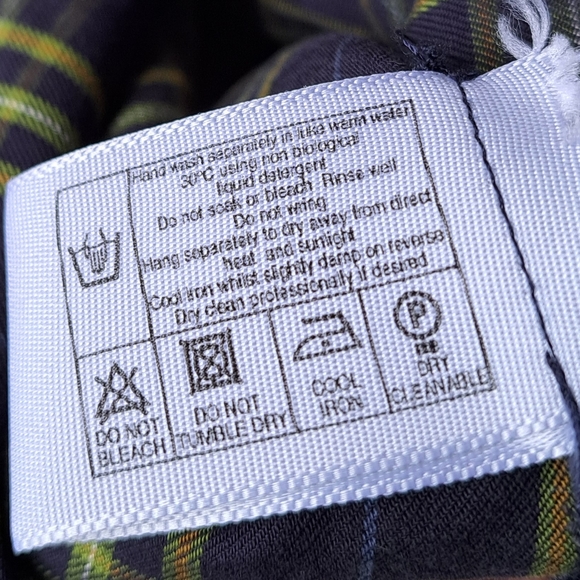 Hand wash separately in luke warm water
30°C using non biological
liquid detergent
Do not soak or bleach Rinse well
Do not wring
Hang separately to dry away from direct
heat and sunlight
Cool iron whilst slightly damp on reverse
Dry clean professionally if desired
DO NOT
BLEACH
DO NOT
TUMBLE DRY
COOL
IRON
P
DRY
CLEANABLE